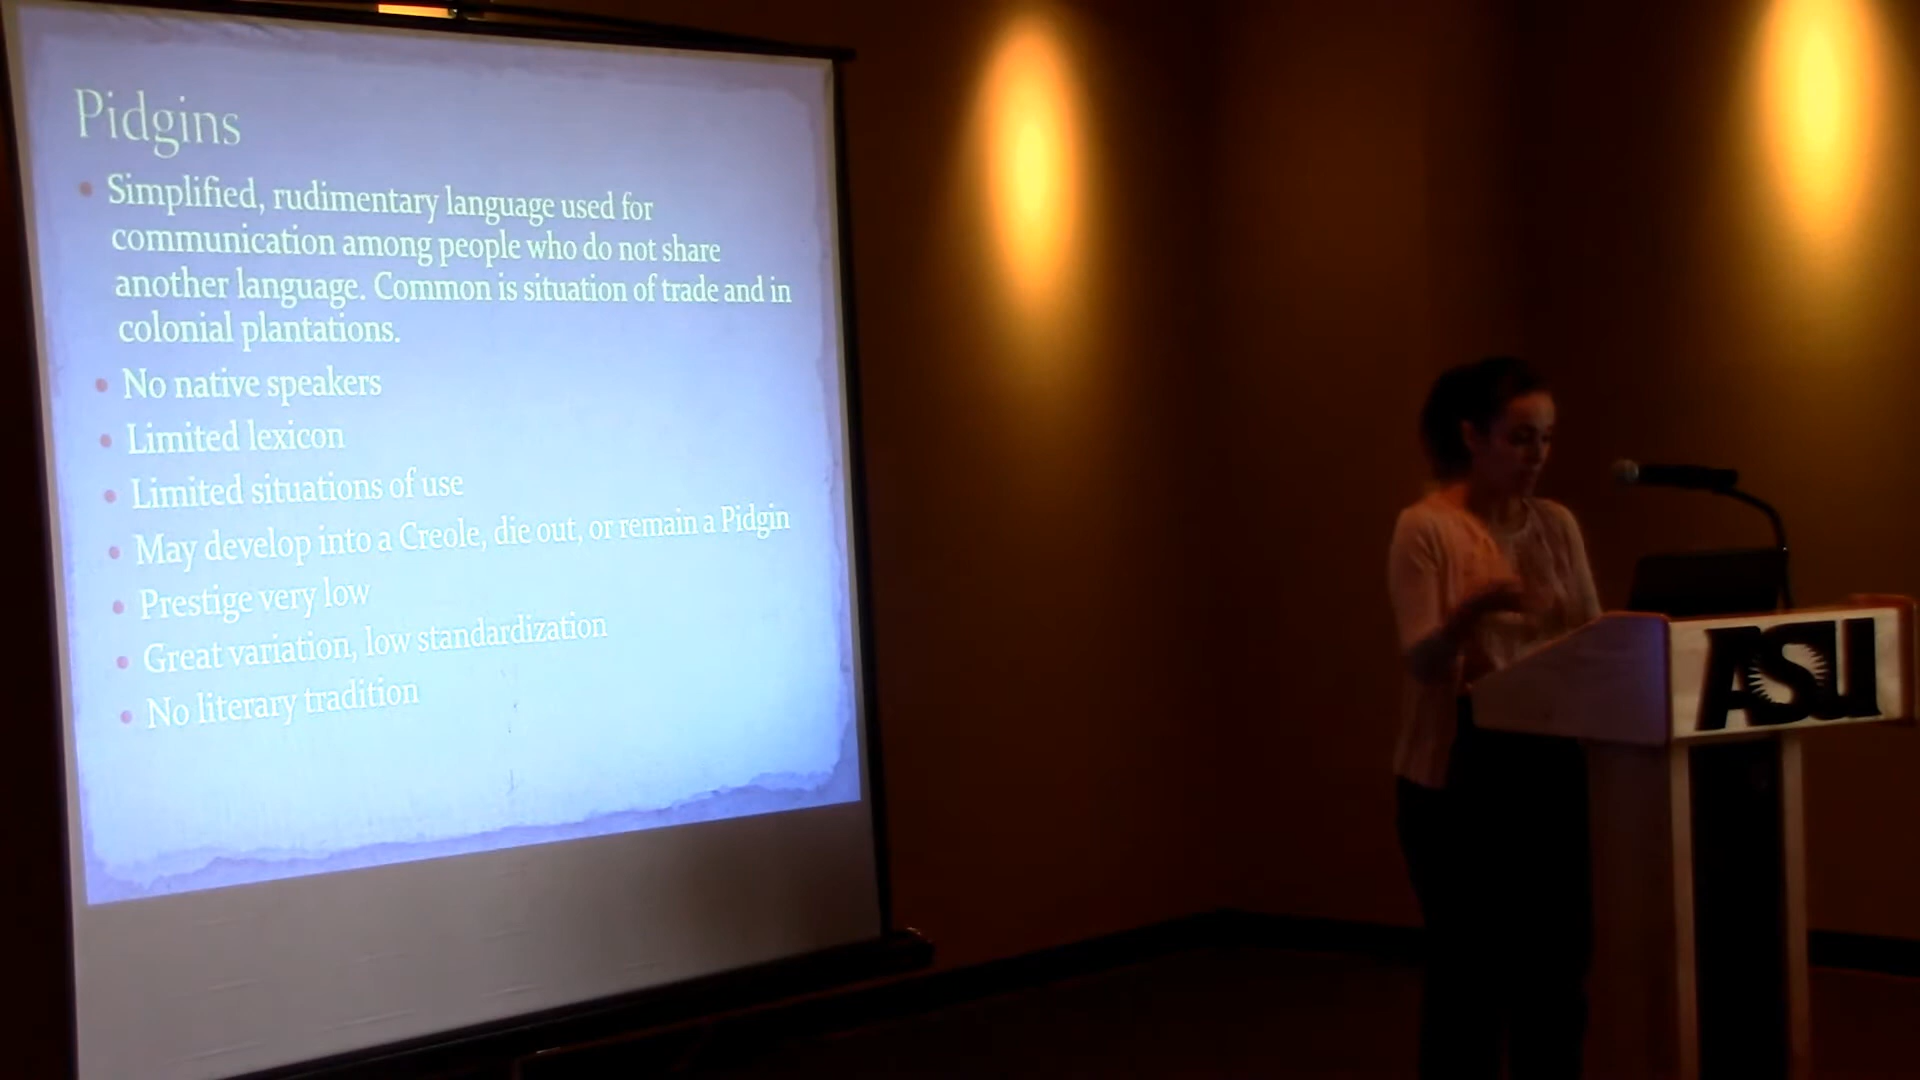 Pidgins
Simplified, rudimentary language used for
communication among people who do not share
another language. Common is situation of trade and in
colonial plantations.
No native speakers
Limited lexicon
Limited situations of use
May develop into a Creole, die out, or remain a Pidgin
Prestige very low
Great variation, low standardization
No literary tradition
ASU